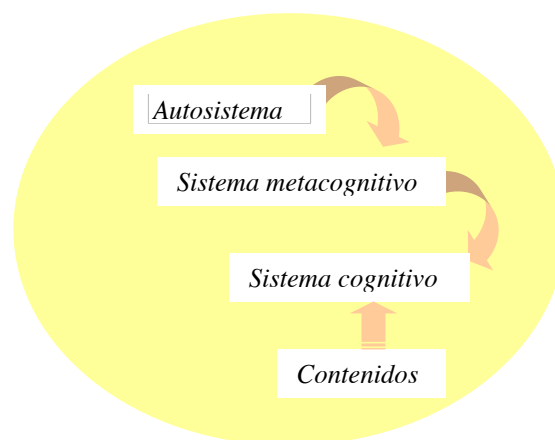 Autosistema
Sistema metacognitivo
Sistema cognitivo
Contenidos